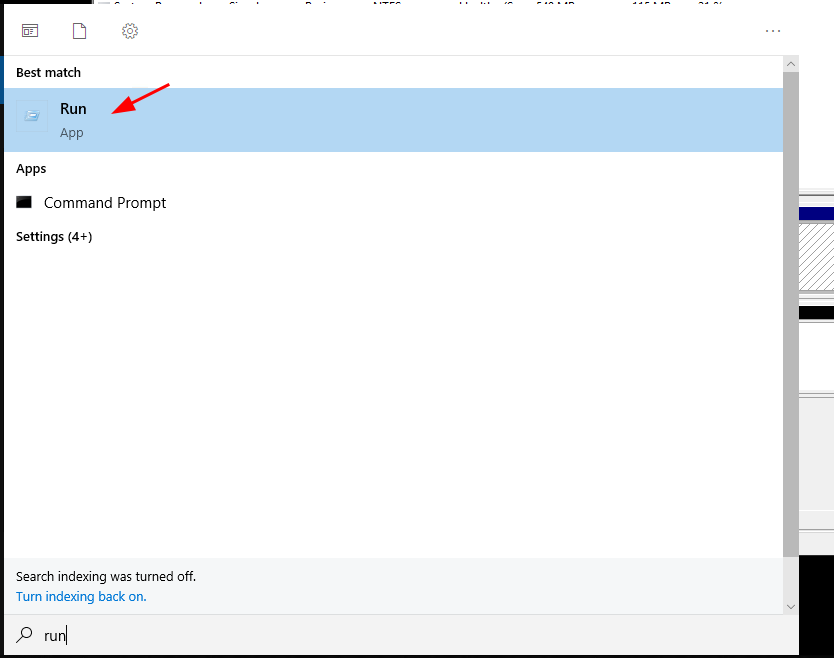 Best match
Run
App
Apps
Command Prompt
Settings (4+)
Search indexing was turned off.
Turn indexing back on.
run